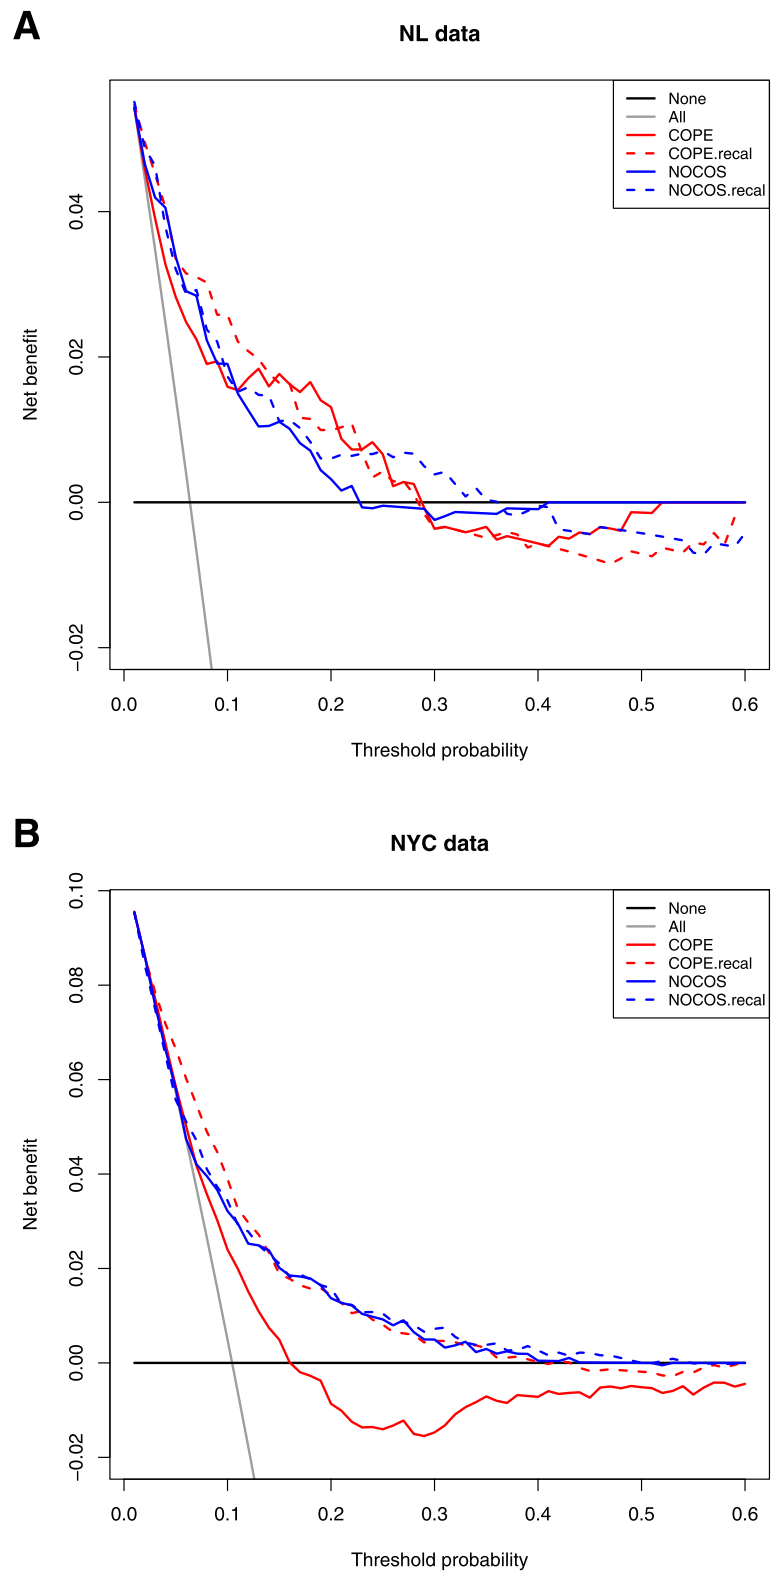 A
NL data
None
All
COPE
COPE.recal
NOCOS
NOCOS.recal
Net benefit
0.04
0.02
0.00
−0.02
0.0 0.1 0.2 0.3 0.4 0.5 0.6
Threshold probability
B
NYC data
None
All
COPE
COPE.recal
NOCOS
NOCOS.recal
Net benefit
0.10
0.08
0.06
0.04
0.02
0.00
−0.02
0.0 0.1 0.2 0.3 0.4 0.5 0.6
Threshold probability